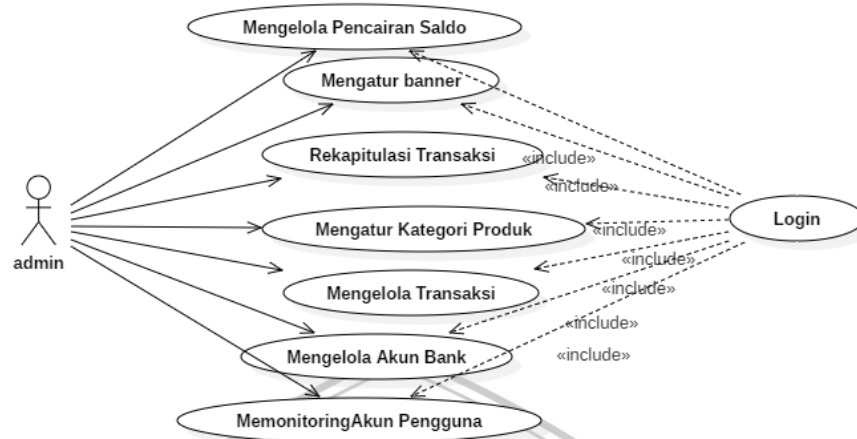 Mengelola Pencairan Saldo
Mengatur banner
Rekapitulasi Transaksi
«include»
«include»
Mengatur Kategori Produk
«include»
Login
admin
«include»
Mengelola Transaksi
«include»
«include»
Mengelola Akun Bank
«include»
MemonitoringAkun Pengguna